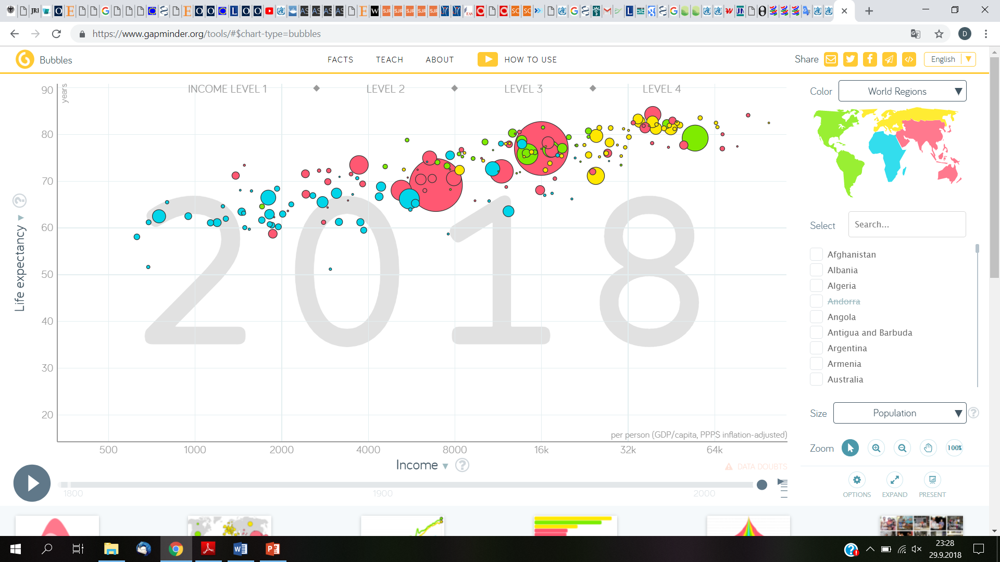 https://www.gapminder.org/tools/#$chart-type=bubbles
D
Bubbles
FACTS
TEACH
ABOUT
HOW TO USE
Share
English
INCOME LEVEL 1
LEVEL 2
LEVEL 3
LEVEL 4
years
90
80
70
60
50
40
30
20
Life expectancy
2018
per person (GDP/capita, PPP$ inflation-adjusted)
500
1000
2000
4000
8000
16k
32k
64k
Income
?
DATA DOUBTS
1800
1900
2000
Color
World Regions
Select
Search...
Afghanistan
Albania
Algeria
Andorra
Angola
Antigua and Barbuda
Argentina
Armenia
Australia
Size
Population
?
Zoom
100%
OPTIONS
EXPAND
PRESENT
23:28
29.9.2018